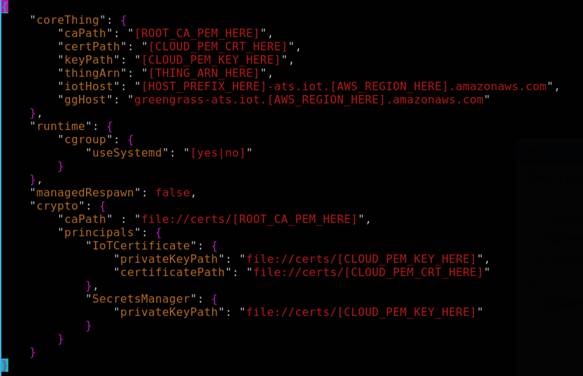 {
    "coreThing": {
        "caPath": "[ROOT_CA_PEM_HERE]",
        "certPath": "[CLOUD_PEM_CRT_HERE]",
        "keyPath": "[CLOUD_PEM_KEY_HERE]",
        "thingArn": "[THING_ARN_HERE]",
        "iotHost": "[HOST_PREFIX_HERE]-ats.iot.[AWS_REGION_HERE].amazonaws.com",
        "ggHost": "greengrass-ats.iot.[AWS_REGION_HERE].amazonaws.com"
    },
    "runtime": {
        "cgroup": {
            "useSystemd": "[yes|no]"
        }
    },
    "managedRespawn": false,
    "crypto": {
        "caPath" : "file://certs/[ROOT_CA_PEM_HERE]",
        "principals": {
            "IoTCertificate": {
                "privateKeyPath": "file://certs/[CLOUD_PEM_KEY_HERE]",
                "certificatePath": "file://certs/[CLOUD_PEM_CRT_HERE]"
            },
            "SecretsManager": {
                "privateKeyPath": "file://certs/[CLOUD_PEM_KEY_HERE]"
            }
        }
    }
}